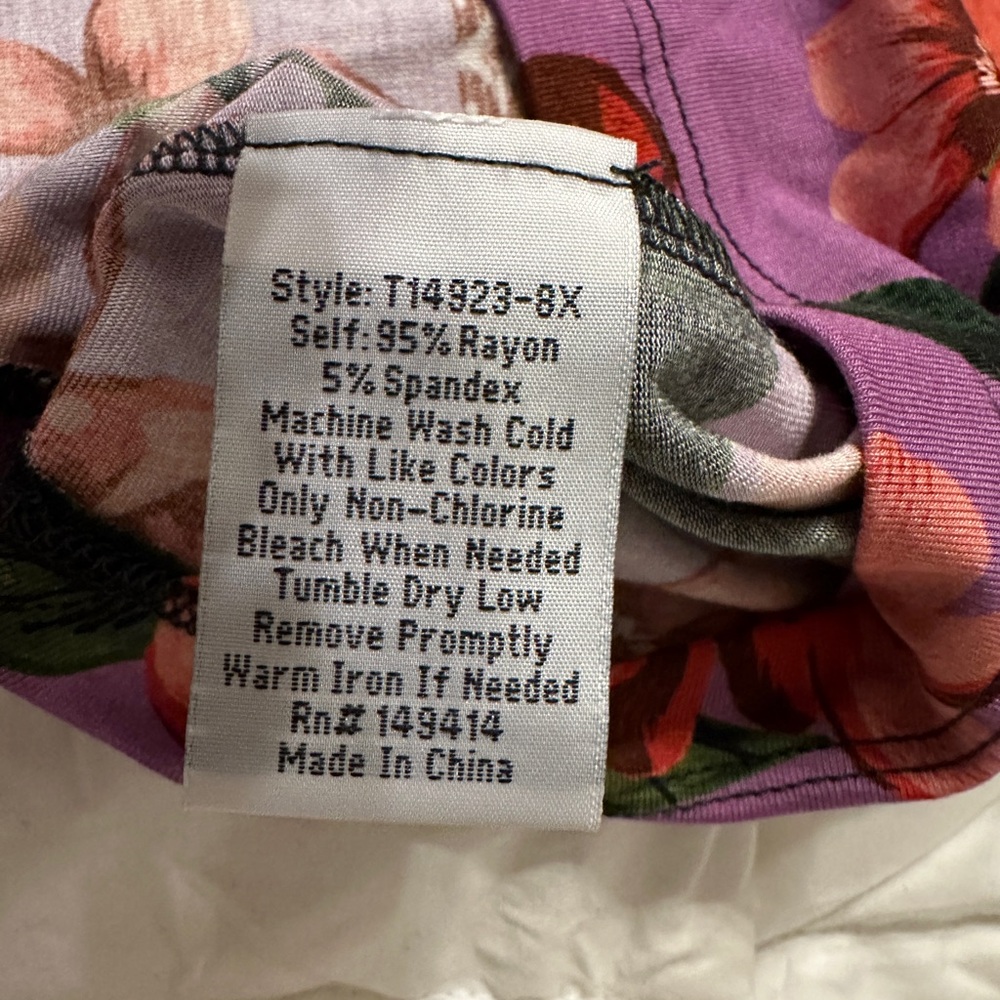 Style: T14923-8X
Self: 95% Rayon
5% Spandex
Machine Wash Cold
With Like Colors
Only Non-Chlorine
Bleach When Needed
Tumble Dry Low
Remove Promptly
Warm Iron If Needed
Rn# 149414
Made In China